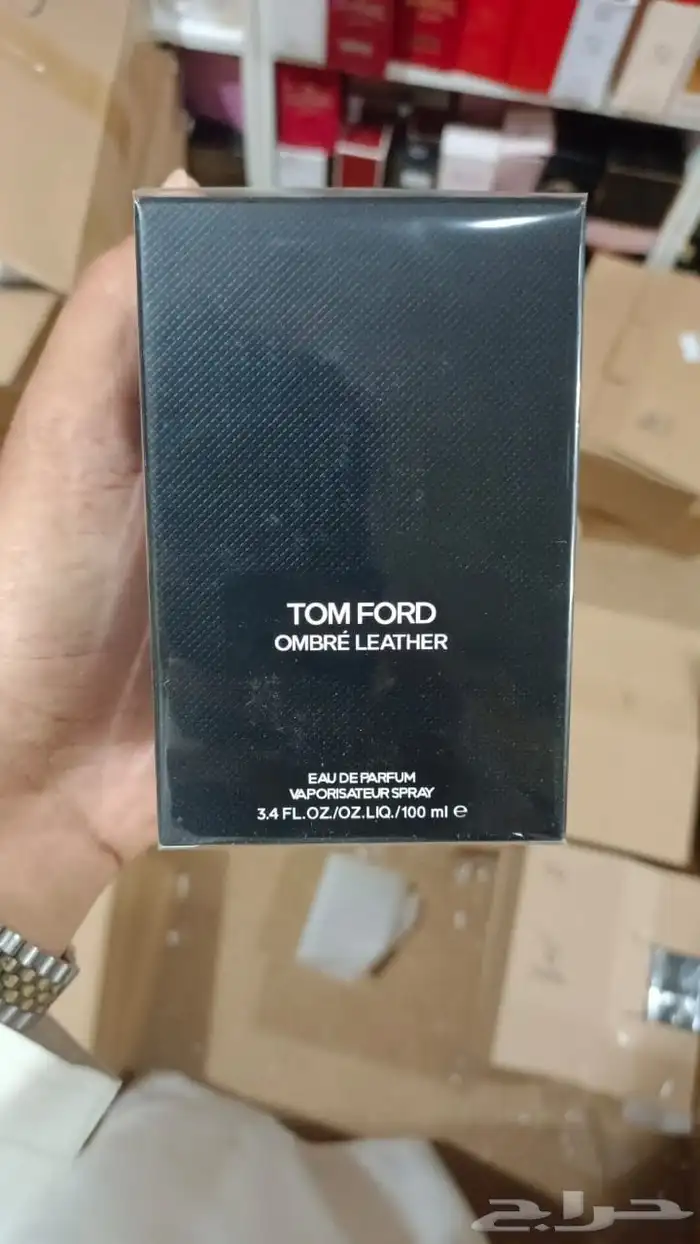 TOM FORD
OMBRÉ LEATHER
EAU DE PARFUM
VAPORISATEUR SPRAY
3.4 FL.OZ./OZ.LIQ./100 ml ℮
حراج